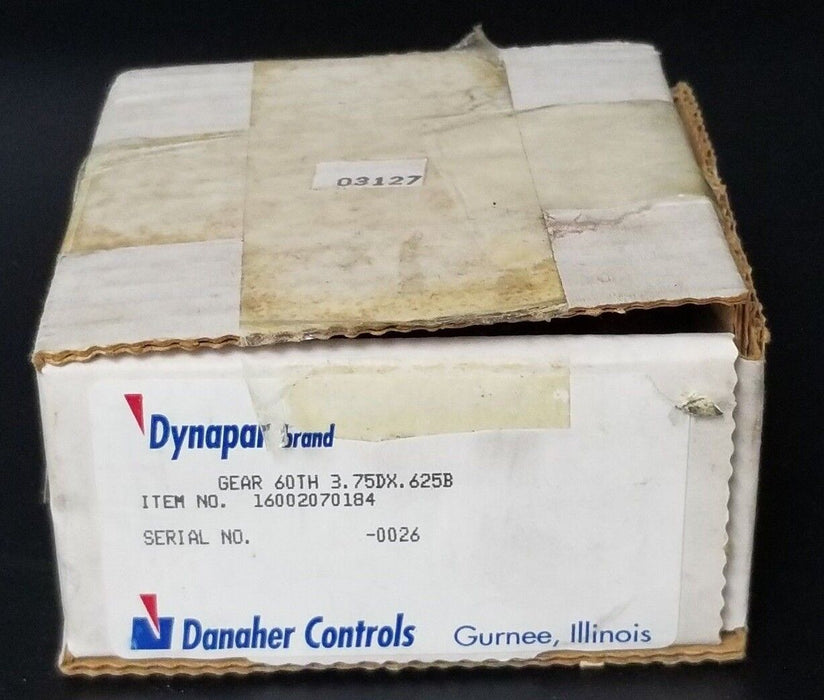 03127
Dynapar brand
GEAR 60TH 3.75DX.625B
ITEM NO. 16002070184
SERIAL NO. -0026
Danaher Controls Gurnee, Illinois